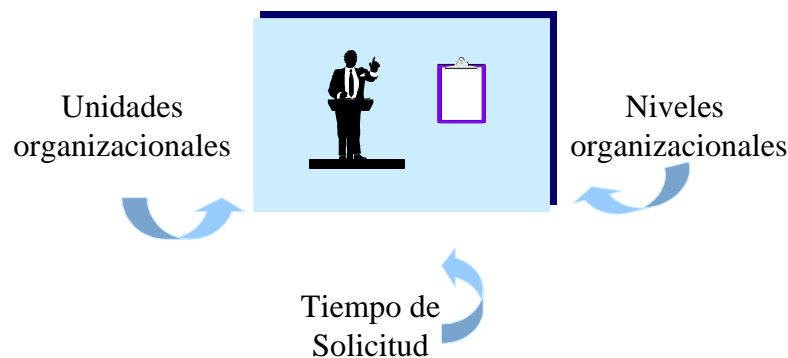 Unidades
organizacionales
Niveles
organizacionales
Tiempo de
Solicitud